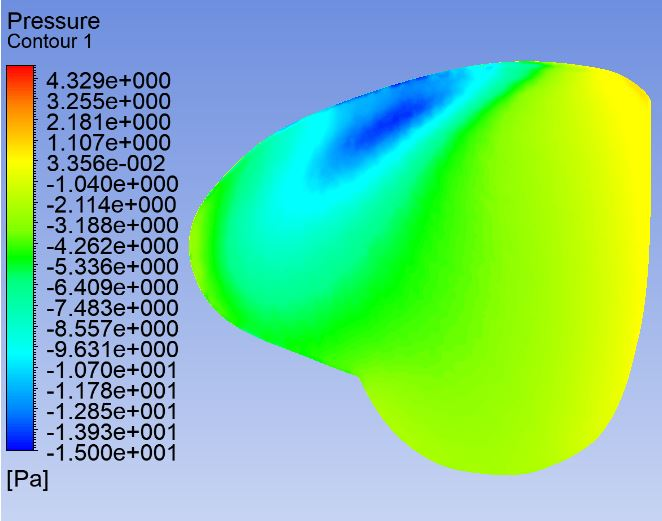 Pressure
Contour 1
4.329e+000
3.255e+000
2.181e+000
1.107e+000
3.356e-002
-1.040e+000
-2.114e+000
-3.188e+000
-4.262e+000
-5.336e+000
-6.409e+000
-7.483e+000
-8.557e+000
-9.631e+000
-1.070e+001
-1.178e+001
-1.285e+001
-1.393e+001
-1.500e+001
[Pa]